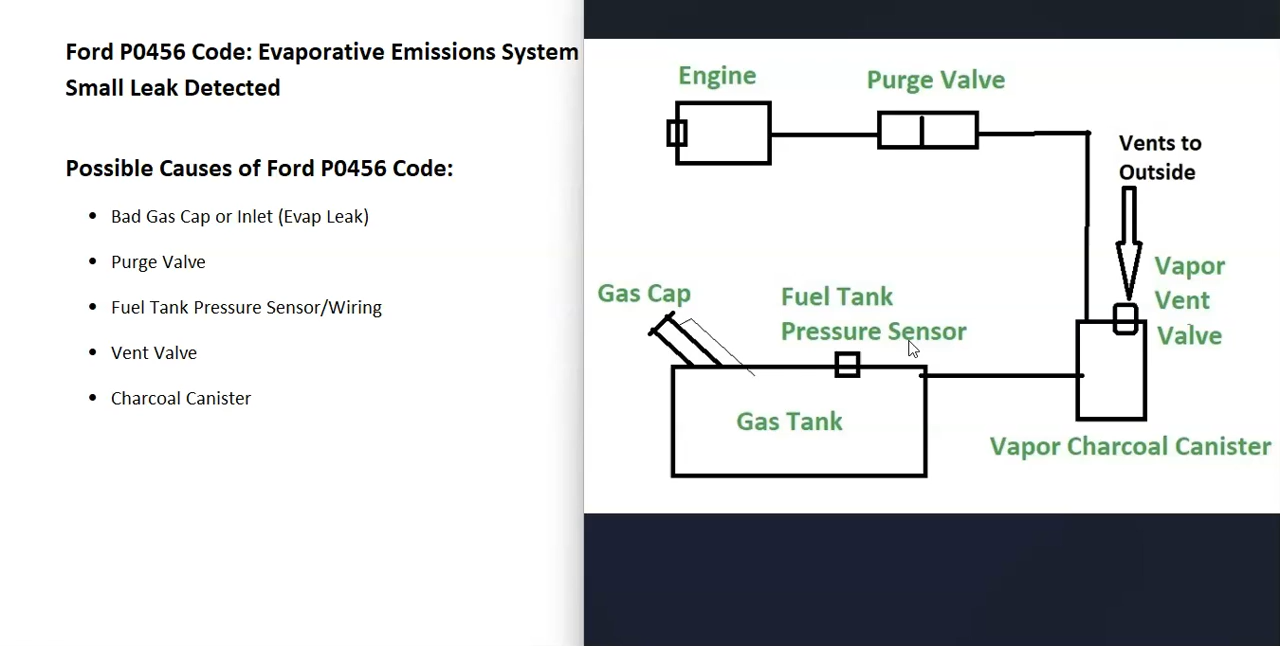 Ford P0456 Code: Evaporative Emissions System
Small Leak Detected
Possible Causes of Ford P0456 Code:
• Bad Gas Cap or Inlet (Evap Leak)
• Purge Valve
• Fuel Tank Pressure Sensor/Wiring
• Vent Valve
• Charcoal Canister
Engine
Purge Valve
Vents to
Outside
Vapor
Vent
Valve
Gas Cap
Fuel Tank
Pressure Sensor
Gas Tank
Vapor Charcoal Canister